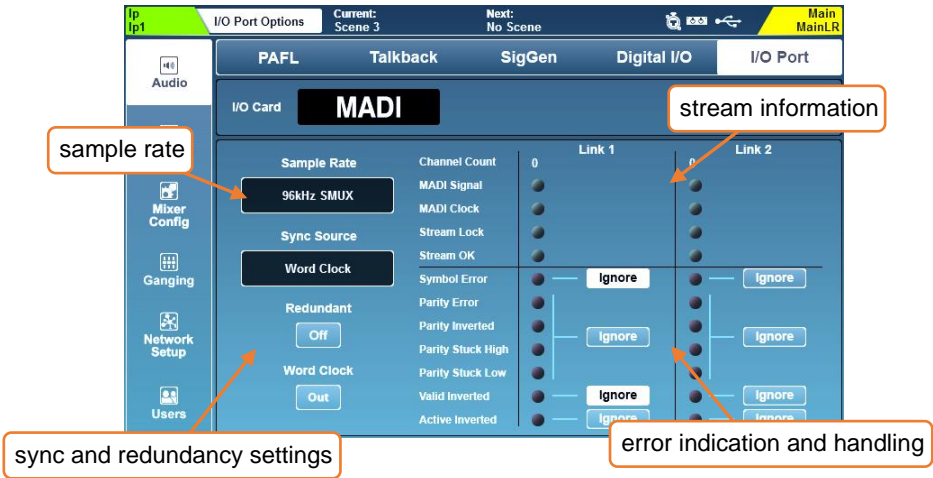 Ip
Ip1
I/O Port Options
Current:
Scene 3
Next:
No Scene
Main
MainLR
Audio
PAFL
Talkback
SigGen
Digital I/O
I/O Port
I/O Card
MADI
stream information
sample rate
Sample Rate
96kHz SMUX
Sync Source
Word Clock
Redundant
Off
Word Clock
Out
Link 1
Link 2
Channel Count 0
MADI Signal
MADI Clock
Stream Lock
Stream OK
Symbol Error Ignore Ignore
Parity Error
Parity Inverted
Ignore Ignore
Parity Stuck High
Parity Stuck Low
Valid Inverted Ignore Ignore
Active Inverted Ignore Ignore
Mixer
Config
Ganging
Network
Setup
Users
sync and redundancy settings
error indication and handling